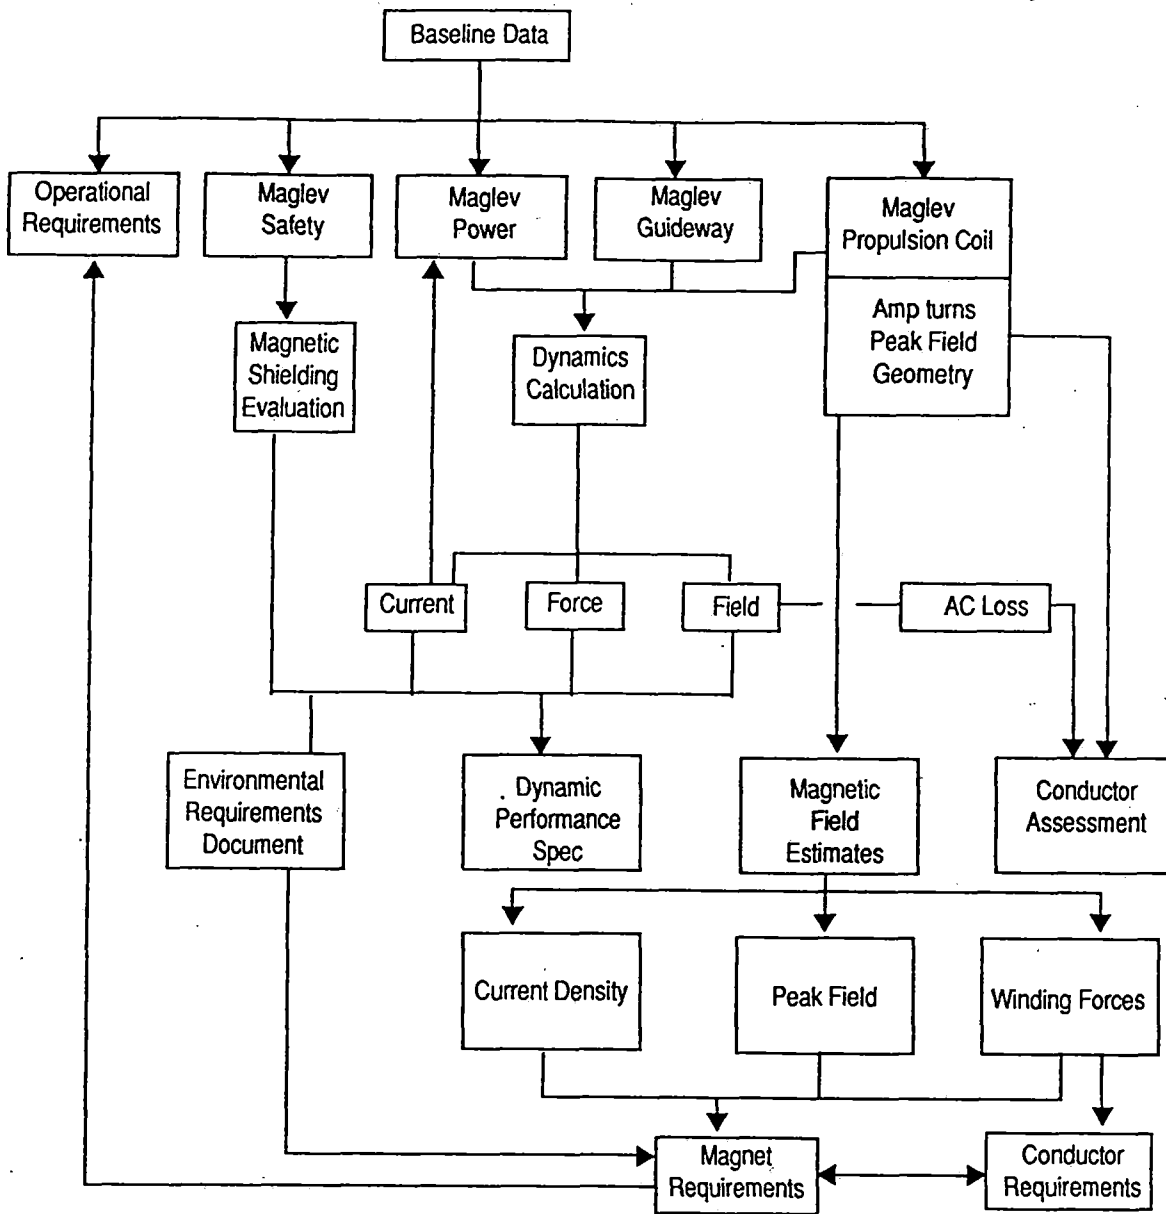 Baseline Data
Operational
Requirements
Maglev
Safety
Maglev
Power
Maglev
Guideway
Maglev
Propulsion Coil
Amp turns
Peak Field
Geometry
Magnetic
Shielding
Evaluation
Dynamics
Calculation
Current
Force
Field
AC Loss
Environmental
Requirements
Document
Dynamic
Performance
Spec
Magnetic
Field
Estimates
Conductor
Assessment
Current Density
Peak Field
Winding Forces
Magnet
Requirements
Conductor
Requirements